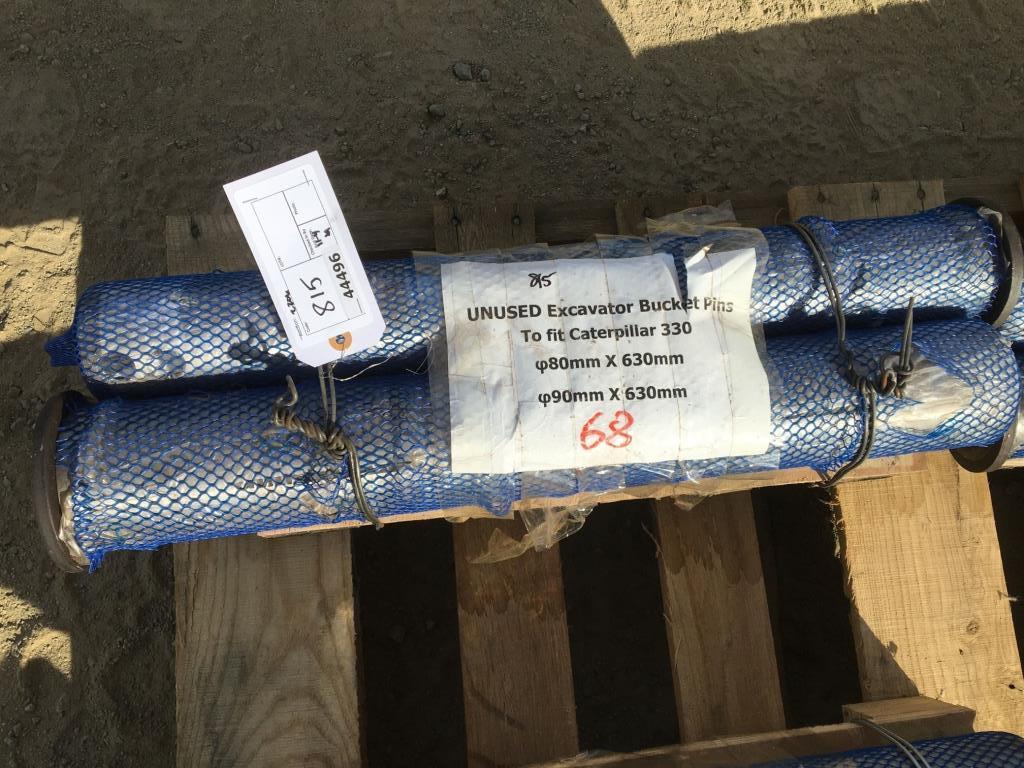 815
44496
815
UNUSED Excavator Bucket Pins
To fit Caterpillar 330
φ80mm X 630mm
φ90mm X 630mm
68